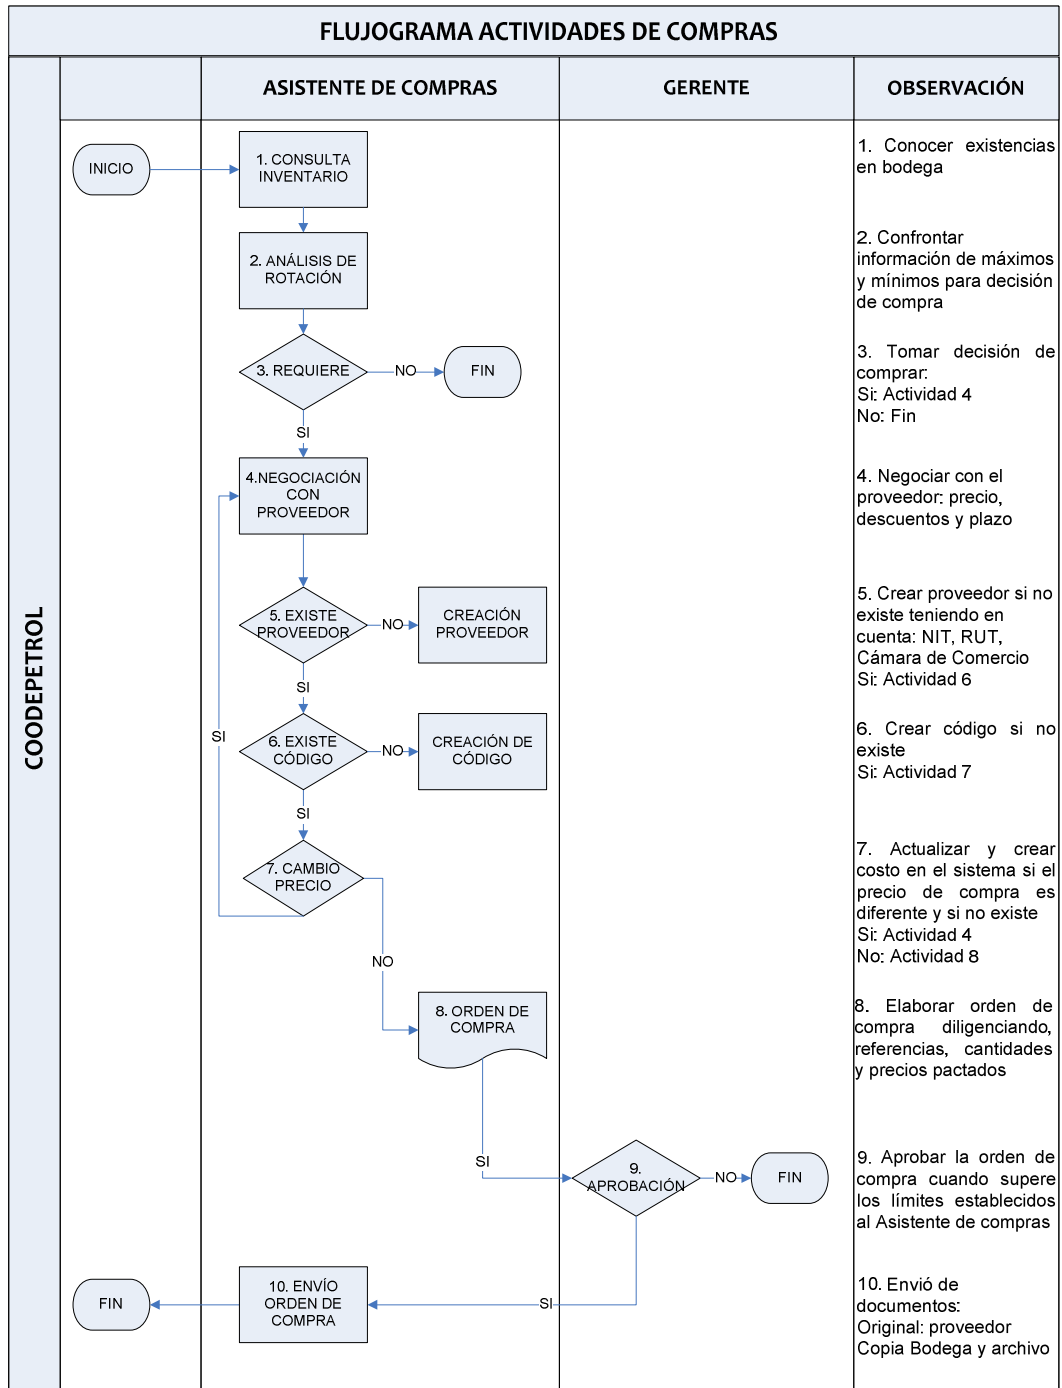 FLUJOGRAMA ACTIVIDADES DE COMPRAS
COODEPETROL
ASISTENTE DE COMPRAS
GERENTE
OBSERVACIÓN
INICIO
1. CONSULTA
INVENTARIO
1. Conocer existencias
en bodega
2. ANÁLISIS DE
ROTACIÓN
2. Confrontar
información de máximos
y mínimos para decisión
de compra
3. REQUIERE
NO
FIN
3. Tomar decisión de
comprar:
Si: Actividad 4
No: Fin
SI
4.NEGOCIACIÓN
CON
PROVEEDOR
4. Negociar con el
proveedor: precio,
descuentos y plazo
5. EXISTE
PROVEEDOR
NO
CREACIÓN
PROVEEDOR
5. Crear proveedor si no
existe teniendo en
cuenta: NIT, RUT,
Cámara de Comercio
Si: Actividad 6
SI
SI
6. EXISTE
CÓDIGO
NO
CREACIÓN DE
CÓDIGO
6. Crear código si no
existe
Si: Actividad 7
SI
7. CAMBIO
PRECIO
7. Actualizar y crear
costo en el sistema si el
precio de compra es
diferente y si no existe
Si: Actividad 4
No: Actividad 8
NO
8. ORDEN DE
COMPRA
8. Elaborar orden de
compra diligenciando,
referencias, cantidades
y precios pactados
SI
9.
APROBACIÓN
NO
FIN
9. Aprobar la orden de
compra cuando supere
los límites establecidos
al Asistente de compras
SI
10. ENVÍO
ORDEN DE
COMPRA
FIN
10. Envió de
documentos:
Original: proveedor
Copia Bodega y archivo